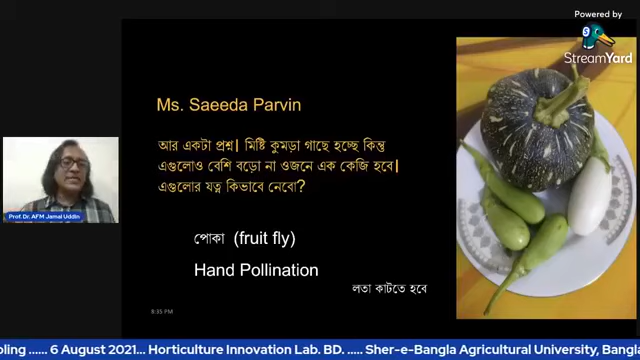 Powered by
StreamYard
Ms. Saeeda Parvin
আর একটা প্রশ্ন। মিষ্টি কুমড়া গাছে হচ্ছে কিন্তু
এগুলোও বেশি বড়ো না ওজনে এক কেজি হবে।
এগুলোর যত্ন কিভাবে নেবো?
Prof. Dr. AFM Jamal Uddin
পোকা (fruit fly)
Hand Pollination
লতা কাটতে হবে
8:35 PM
oling ...... 6 August 2021... Horticulture Innovation Lab. BD. ..... Sher-e-Bangla Agricultural University, Bangla